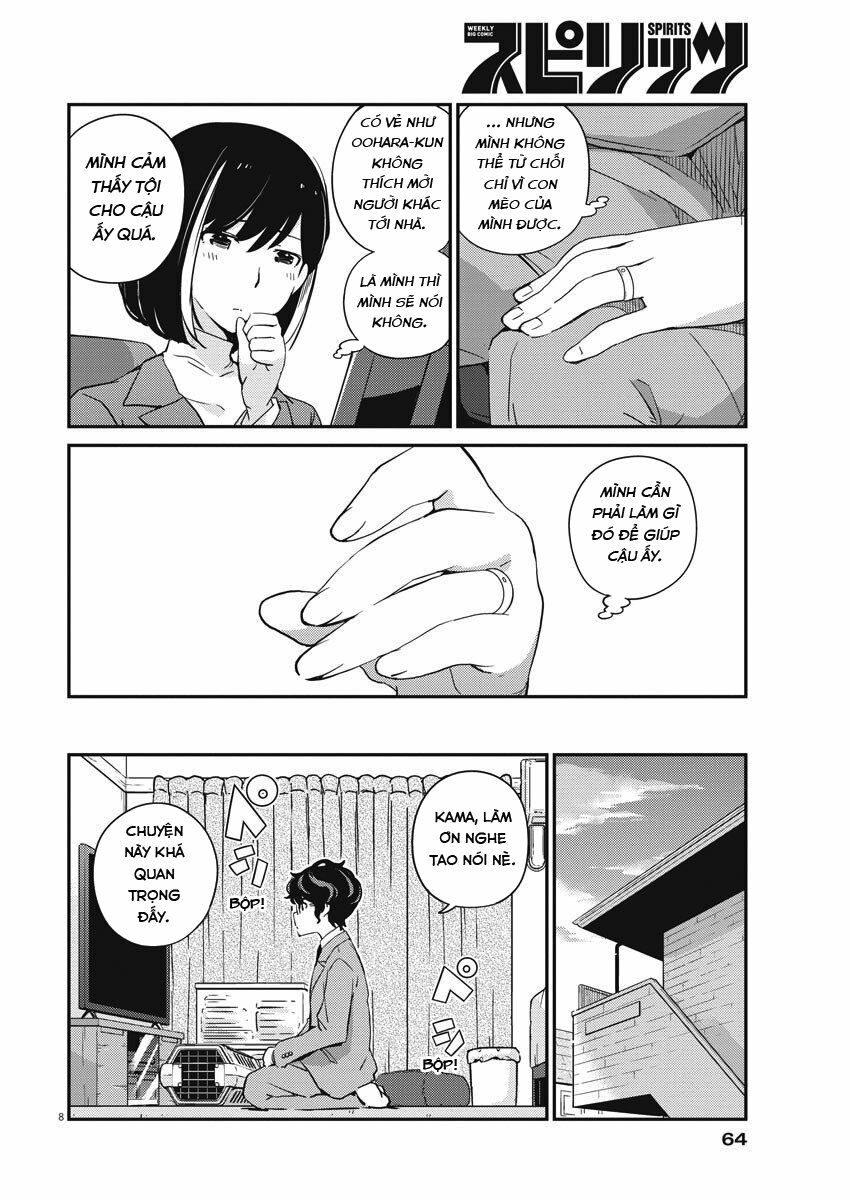 WEEKLY
BIG COMIC
SPIRITS
スピリッツ
... NHƯNG
MÌNH KHÔNG
THỂ TỪ CHỐI
CHỈ VÌ CON
MÈO CỦA
MÌNH ĐƯỢC.
CÓ VẺ NHƯ
OOHARA-KUN
KHÔNG
THÍCH MỜI
NGƯỜI KHÁC
TỚI NHÀ.
LÀ MÌNH THÌ
MÌNH SẼ NÓI
KHÔNG.
MÌNH CẢM
THẤY TỘI
CHO CẬU
ẤY QUÁ.
MÌNH CẦN
PHẢI LÀM GÌ
ĐÓ ĐỂ GIÚP
CẬU ẤY.
KAMA, LÀM
ƠN NGHE
TAO NÓI NÈ.
ペシ
BỘP!
ペシ
BỘP!
CHUYỆN
NÀY KHÁ
QUAN
TRỌNG
ĐẤY.
8
64